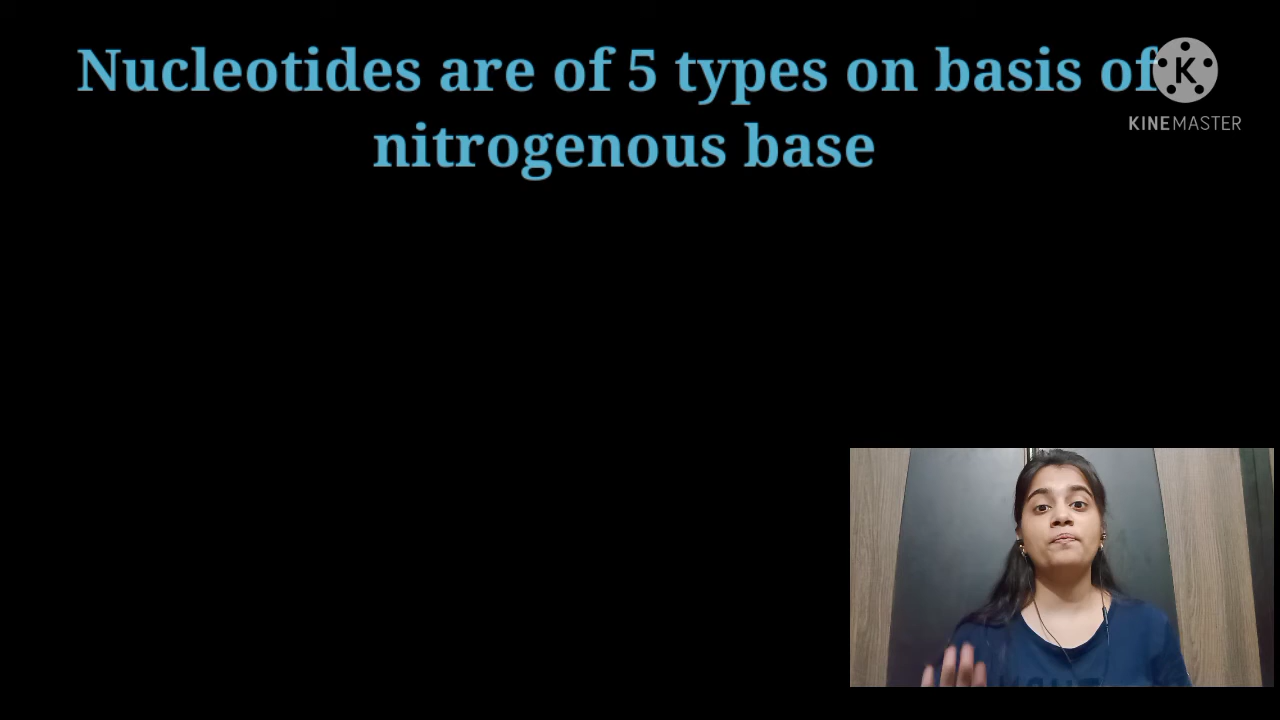 Nucleotides are of 5 types on basis of
nitrogenous base
K
KINEMASTER